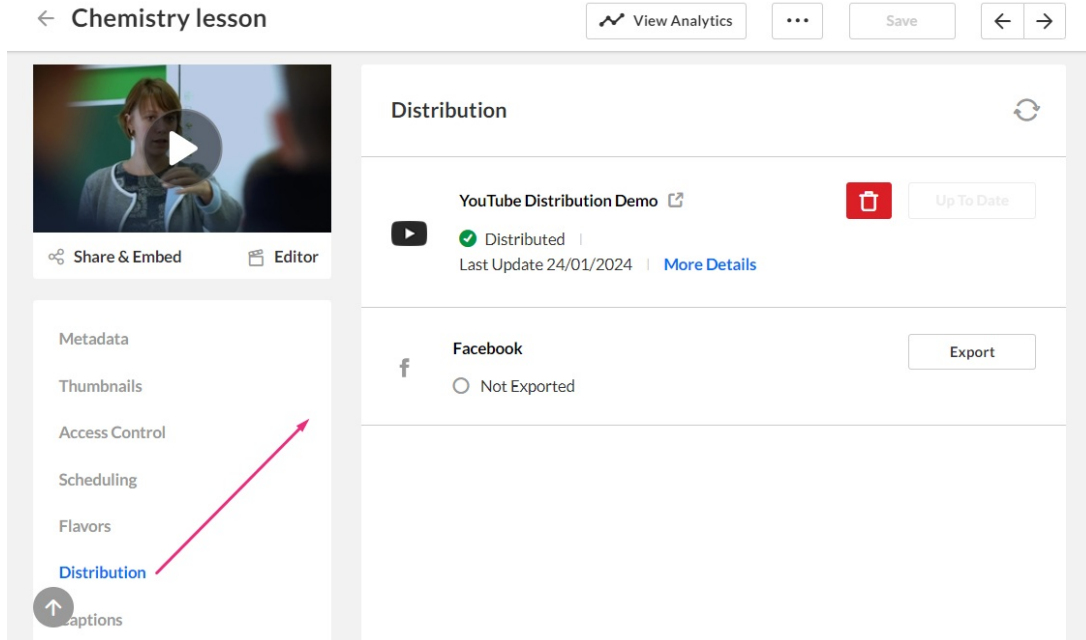 Chemistry lesson
View Analytics
Save
Share & Embed
Editor
Metadata
Thumbnails
Access Control
Scheduling
Flavors
Distribution
aptions
Distribution
YouTube Distribution Demo
Up To Date
Distributed
Last Update 24/01/2024
More Details
Facebook
Export
Not Exported